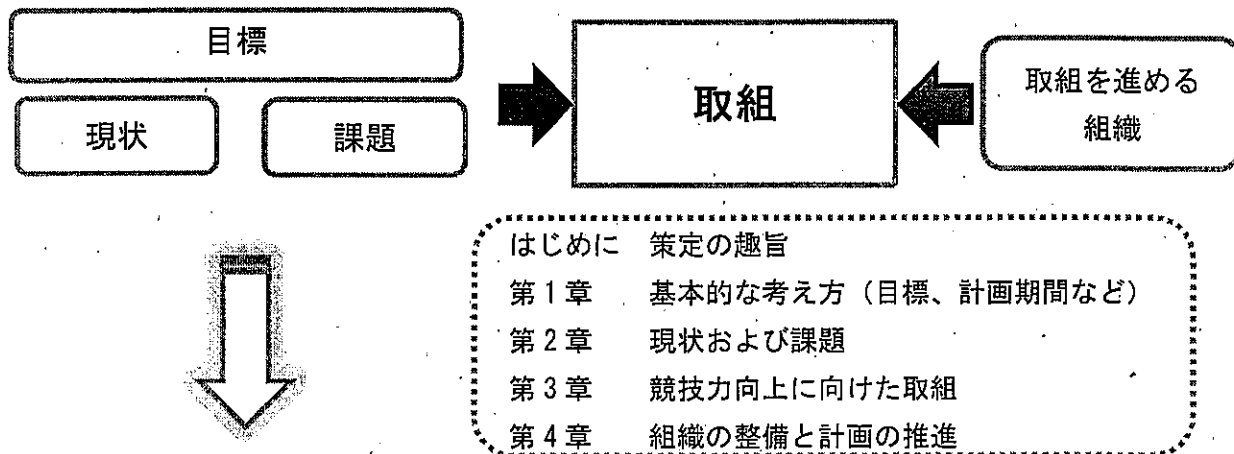 目標
現状
課題
取組
取組を進める
組織
はじめに 策定の趣旨
第1章 基本的な考え方（目標、計画期間など）
第2章 現状および課題
第3章 競技力向上に向けた取組
第4章 組織の整備と計画の推進